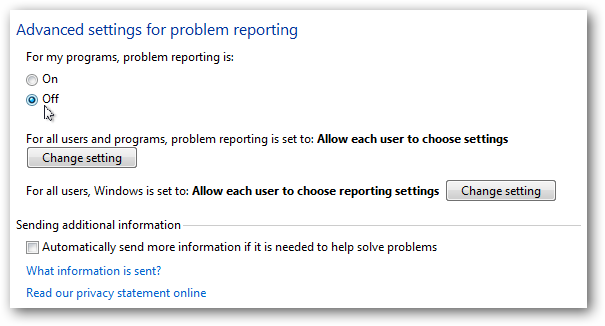 Advanced settings for problem reporting
For my programs, problem reporting is:
On
Off
For all users and programs, problem reporting is set to: Allow each user to choose settings
Change setting
For all users, Windows is set to: Allow each user to choose reporting settings Change setting
Sending additional information
Automatically send more information if it is needed to help solve problems
What information is sent?
Read our privacy statement online